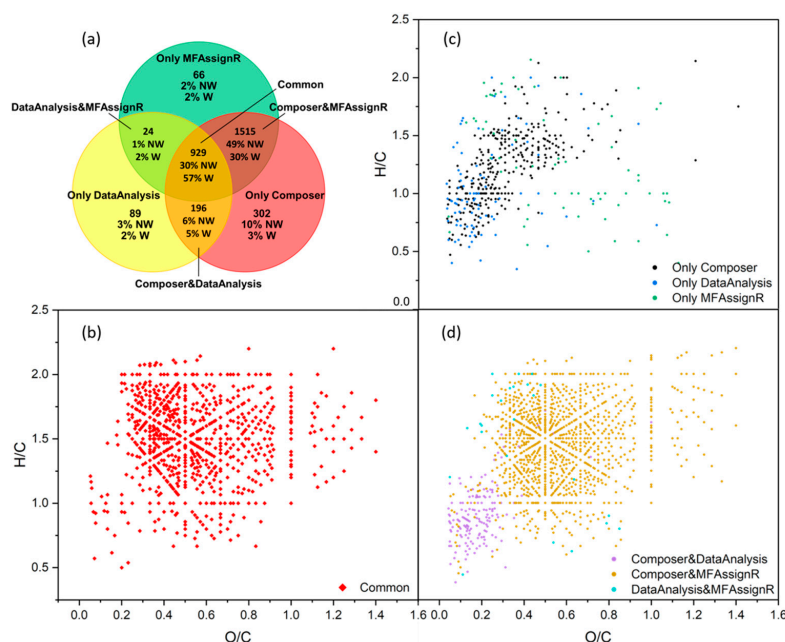 (a)
Only MFAssignR
66
2% NW
2% W
Common
DataAnalysis&MFAssignR
Composer&MFAssignR
24
1% NW
2% W
1515
49% NW
30% W
929
30% NW
57% W
Only DataAnalysis
Only Composer
89
3% NW
2% W
196
6% NW
5% W
302
10% NW
3% W
Composer&DataAnalysis
(c)
H/C
2.5
2.0
1.5
1.0
0.5
0.0
Only Composer
Only DataAnalysis
Only MFAssignR
(b)
H/C
2.5
2.0
1.5
1.0
0.5
0.0 0.2 0.4 0.6 0.8 1.0 1.2 1.4 1.6
O/C
Common
(d)
Composer&DataAnalysis
Composer&MFAssignR
DataAnalysis&MFAssignR
0.0 0.2 0.4 0.6 0.8 1.0 1.2 1.4 1.6
O/C